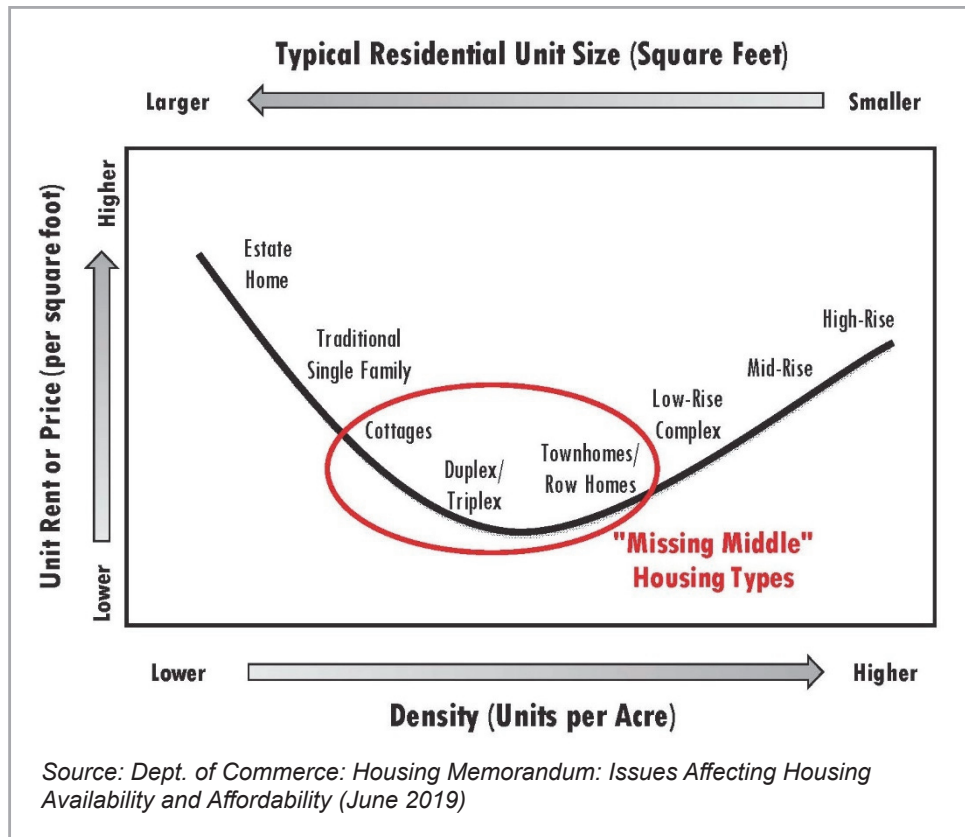 Typical Residential Unit Size (Square Feet)
Larger
Smaller
Unit Rent or Price (per square foot)
Higher
Lower
Estate
Home
Traditional
Single Family
Cottages
Duplex/
Triplex
Townhomes/
Row Homes
Low-Rise
Complex
Mid-Rise
High-Rise
"Missing Middle"
Housing Types
Lower
Higher
Density (Units per Acre)
Source: Dept. of Commerce: Housing Memorandum: Issues Affecting Housing
Availability and Affordability (June 2019)